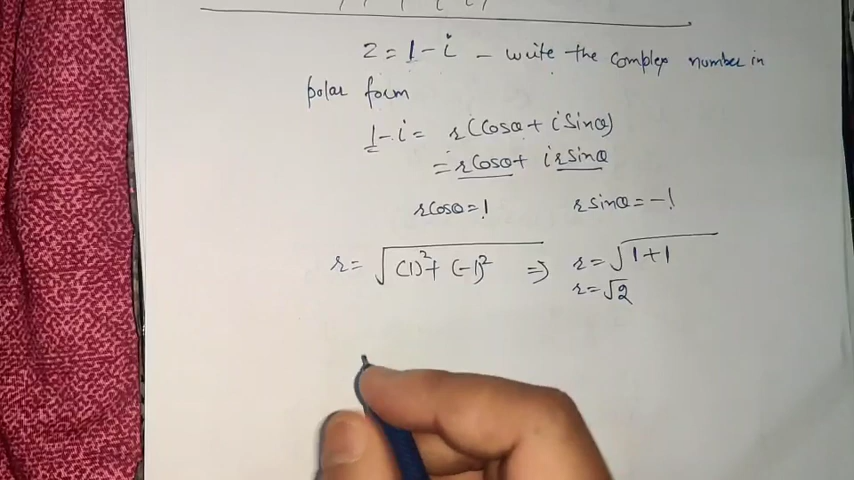 z = 1 - i - write the complex number in
polar form
1 - i = r(cosθ + i sinθ)
= r cosθ + i r sinθ
r cosθ = 1 r sinθ = -1
r = √(1)² + (-1)² ⇒ r = √1+1
r = √2